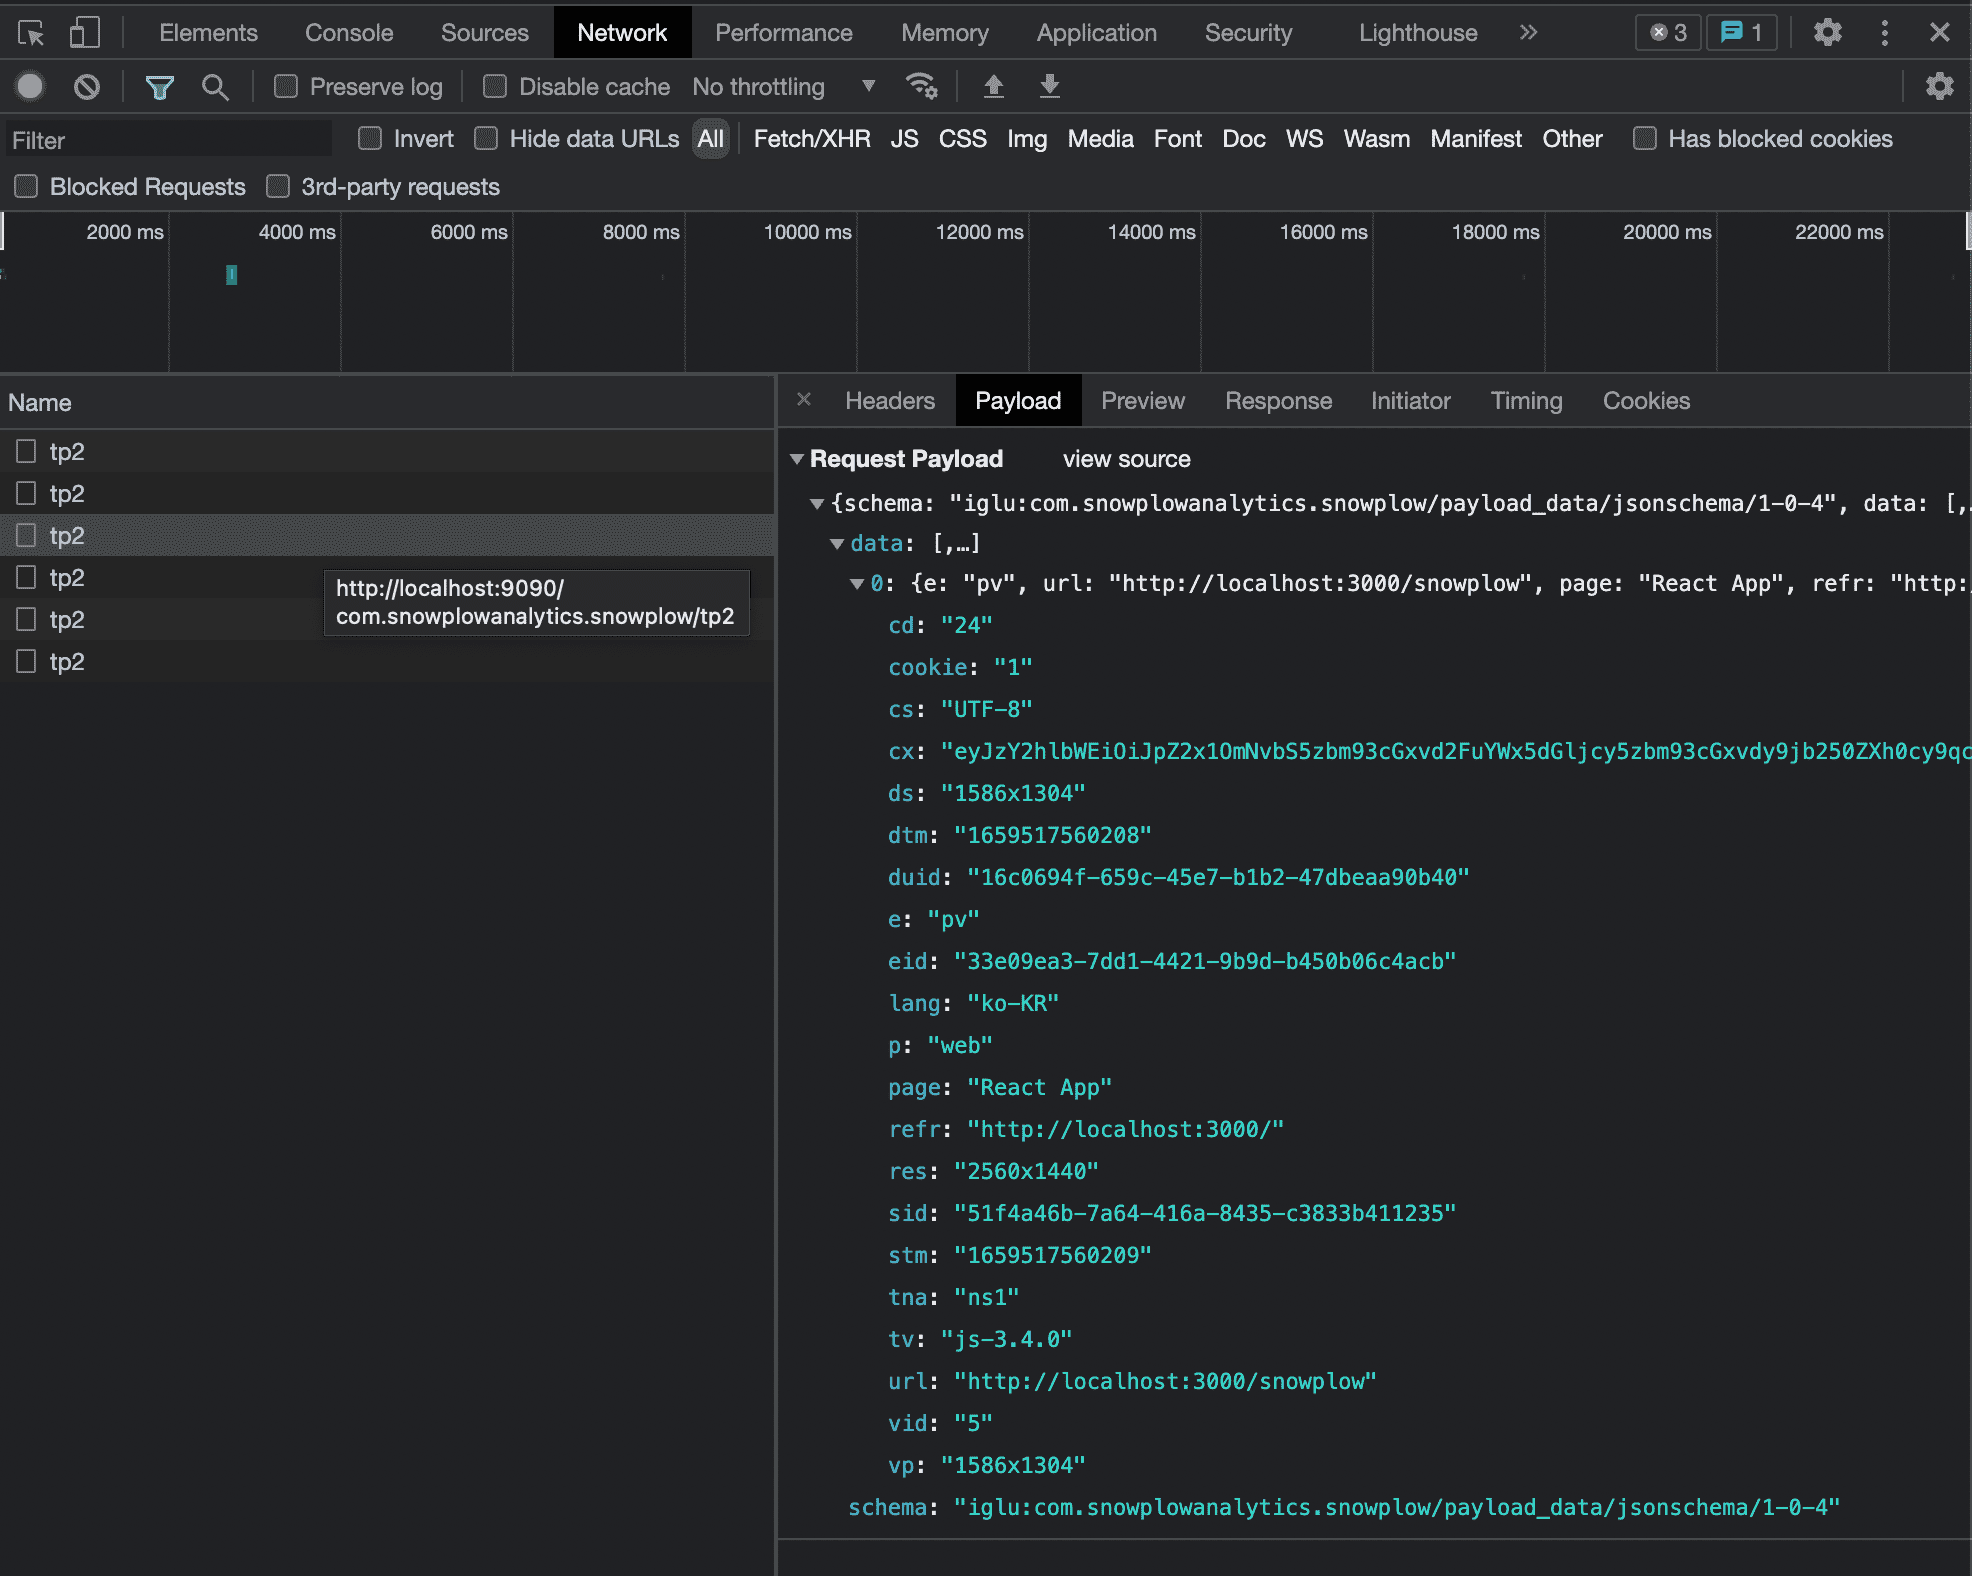 Elements Console Sources Network Performance Memory Application Security Lighthouse 3 1
Preserve log Disable cache No throttling
Filter Invert Hide data URLs All Fetch/XHR JS CSS Img Media Font Doc WS Wasm Manifest Other Has blocked cookies
Blocked Requests 3rd-party requests
2000 ms 4000 ms 6000 ms 8000 ms 10000 ms 12000 ms 14000 ms 16000 ms 18000 ms 20000 ms 22000 ms
Name
tp2
tp2
tp2
tp2
tp2
tp2
http://localhost:9090/
com.snowplowanalytics.snowplow/tp2
Headers Payload Preview Response Initiator Timing Cookies
Request Payload view source
{schema: "iglu:com.snowplowanalytics.snowplow/payload_data/jsonschema/1-0-4", data: [,…
data: [,…]
0: {e: "pv", url: "http://localhost:3000/snowplow", page: "React App", refr: "http:/
cd: "24"
cookie: "1"
cs: "UTF-8"
cx: "eyJzY2hlbWEiOiJpZ2x1OmNvbS5zbm93cGxvd2FuYWx5dGljcy5zbm93cGxvdy9jb250ZXh0cy9qc
ds: "1586x1304"
dtm: "1659517560208"
duid: "16c0694f-659c-45e7-b1b2-47dbeaa90b40"
e: "pv"
eid: "33e09ea3-7dd1-4421-9b9d-b450b06c4acb"
lang: "ko-KR"
p: "web"
page: "React App"
refr: "http://localhost:3000/"
res: "2560x1440"
sid: "51f4a46b-7a64-416a-8435-c3833b411235"
stm: "1659517560209"
tna: "ns1"
tv: "js-3.4.0"
url: "http://localhost:3000/snowplow"
vid: "5"
vp: "1586x1304"
schema: "iglu:com.snowplowanalytics.snowplow/payload_data/jsonschema/1-0-4"